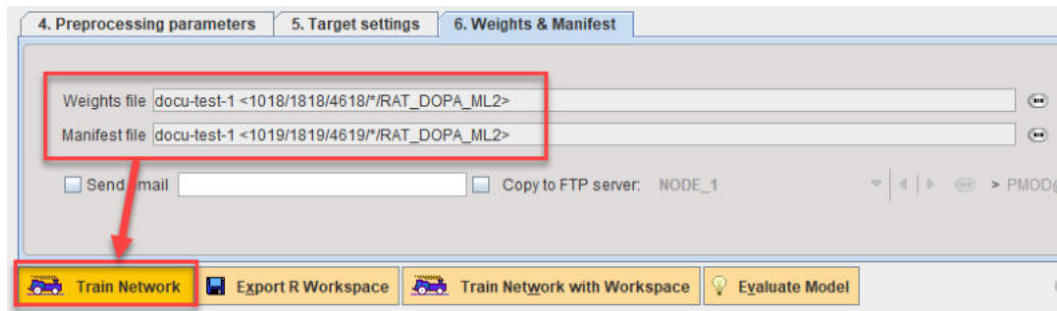 4. Preprocessing parameters 5. Target settings 6. Weights & Manifest
Weights file docu-test-1 <1018/1818/4618/*/RAT_DOPA_ML2>
Manifest file docu-test-1 <1019/1819/4619/*/RAT_DOPA_ML2>
Send email Copy to FTP server: NODE_1 > PMOD@
Train Network Export R Workspace Train Network with Workspace Evaluate Model